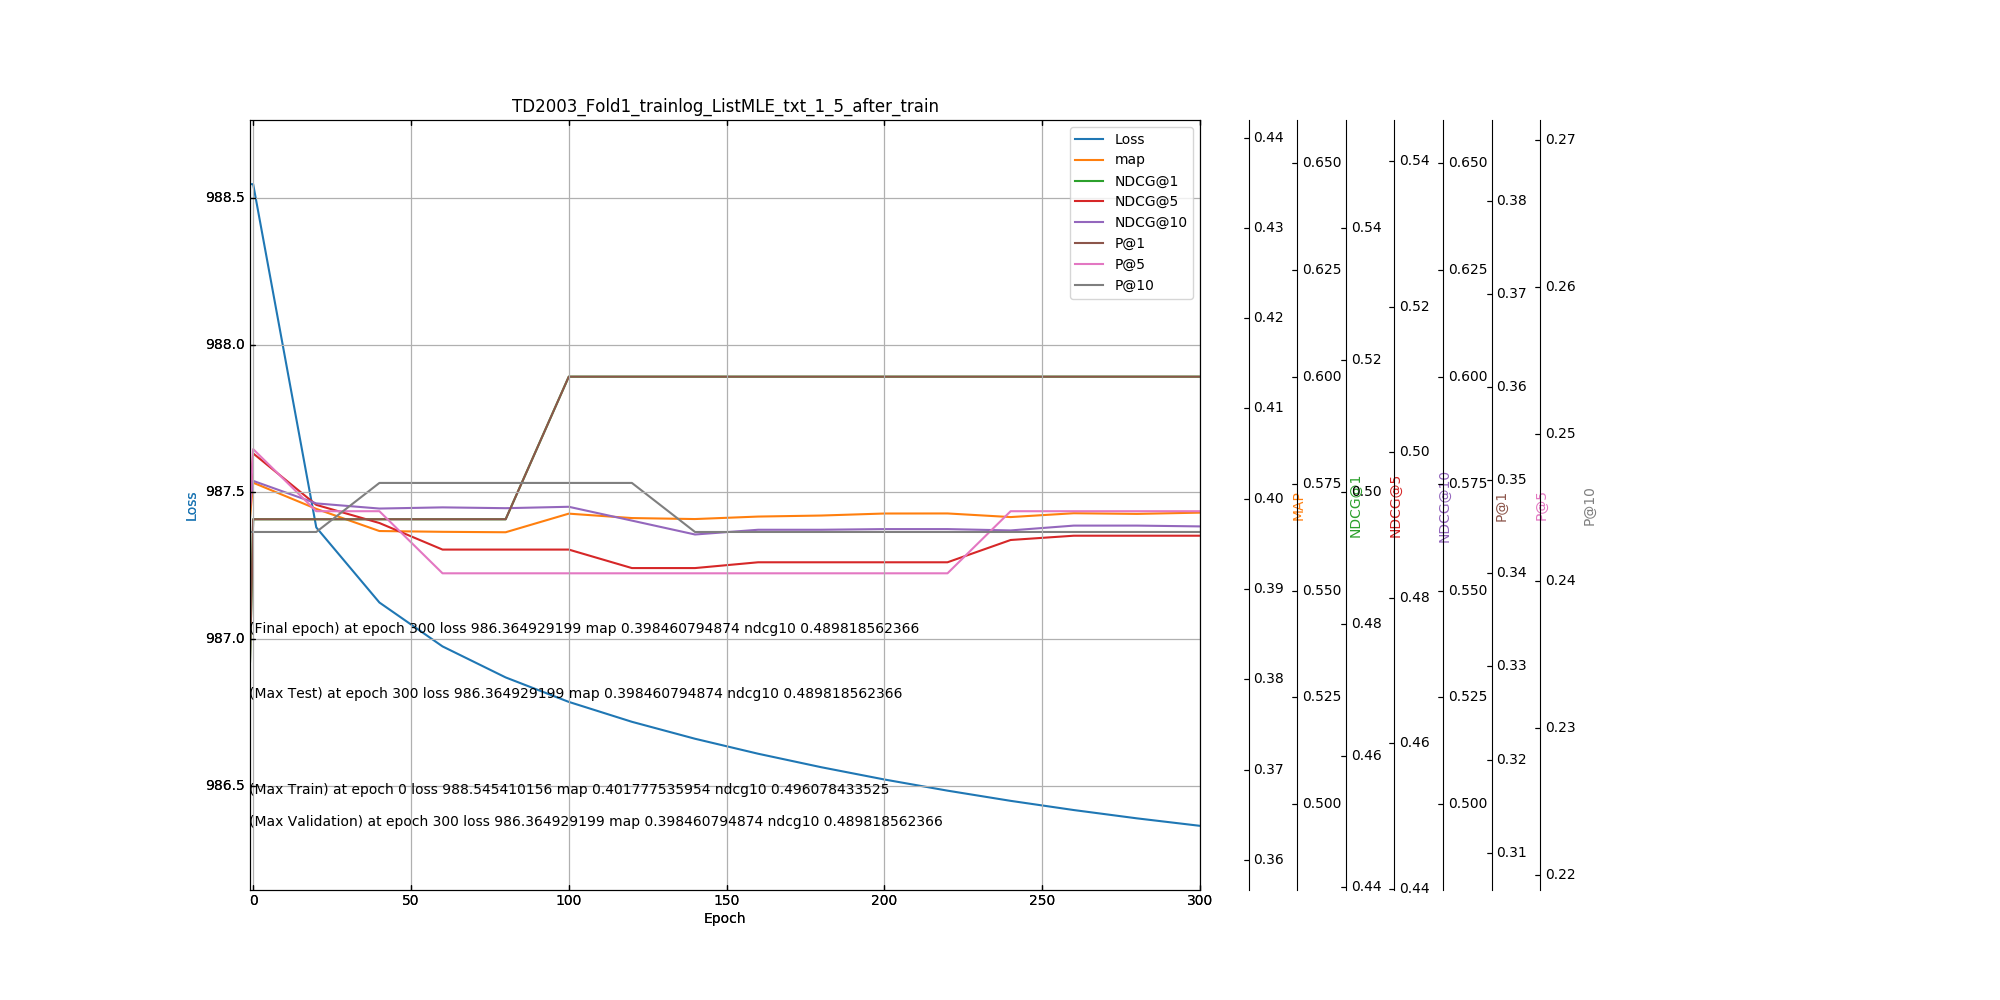 TD2003_Fold1_trainlog_ListMLE_txt_1_5_after_train
Loss
map
NDCG@1
NDCG@5
NDCG@10
P@1
P@5
P@10
988.5
988.0
987.5
987.0
986.5
Loss
(Final epoch) at epoch 300 loss 986.364929199 map 0.398460794874 ndcg10 0.489818562366
(Max Test) at epoch 300 loss 986.364929199 map 0.398460794874 ndcg10 0.489818562366
(Max Train) at epoch 0 loss 988.545410156 map 0.401777535954 ndcg10 0.496078433525
(Max Validation) at epoch 300 loss 986.364929199 map 0.398460794874 ndcg10 0.489818562366
0 50 100 150 200 250 300
Epoch
0.44
0.43
0.42
0.41
0.40
0.39
0.38
0.37
0.36
MAP
0.650
0.625
0.600
0.575
0.550
0.525
0.500
NDCG@1
0.54
0.52
0.50
0.48
0.46
0.44
NDCG@5
0.54
0.52
0.50
0.48
0.46
0.44
NDCG@10
0.650
0.625
0.600
0.575
0.550
0.525
0.500
P@1
0.38
0.37
0.36
0.35
0.34
0.33
0.32
0.31
P@5
0.27
0.26
0.25
0.24
0.23
0.22
P@10